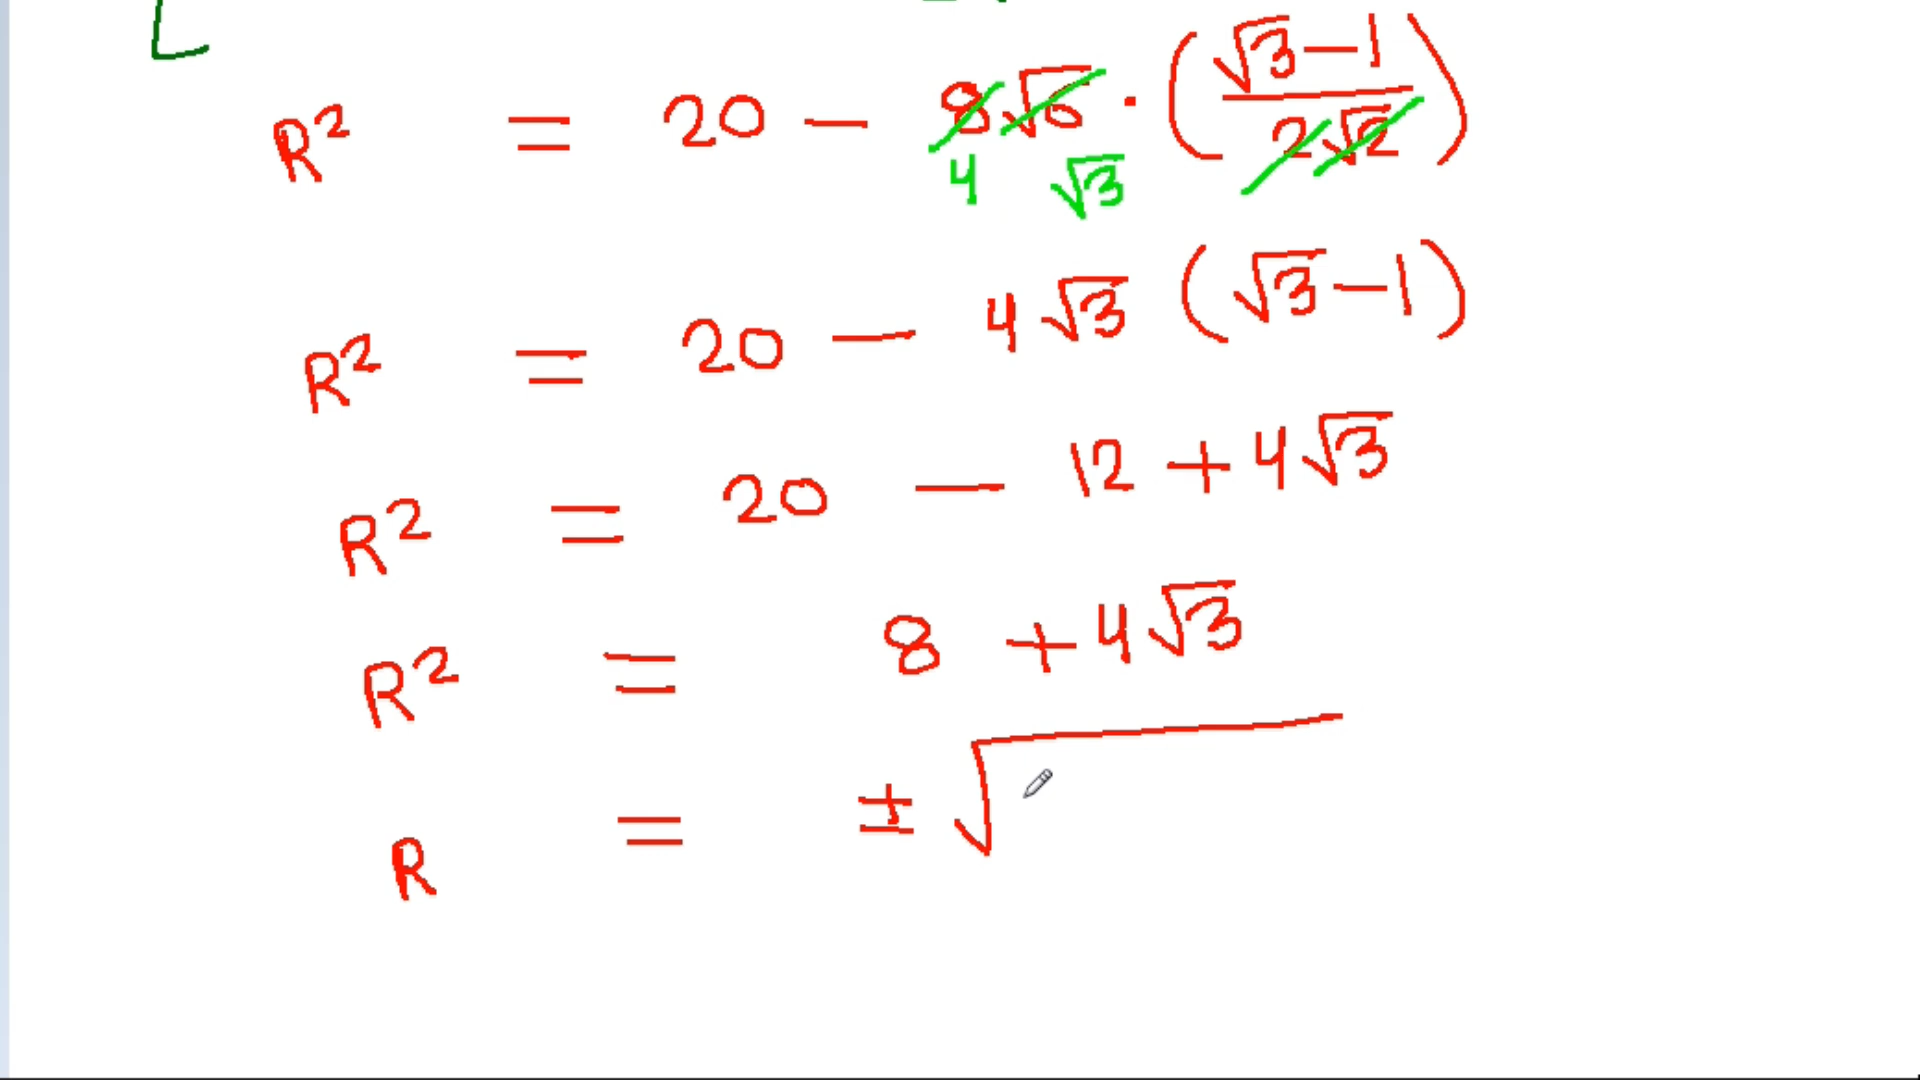 R² = 20 - 8√6 · (√3 - 1 / 2√2)
4 √3
R² = 20 - 4√3 (√3 - 1)
R² = 20 - 12 + 4√3
R² = 8 + 4√3
R = ± √